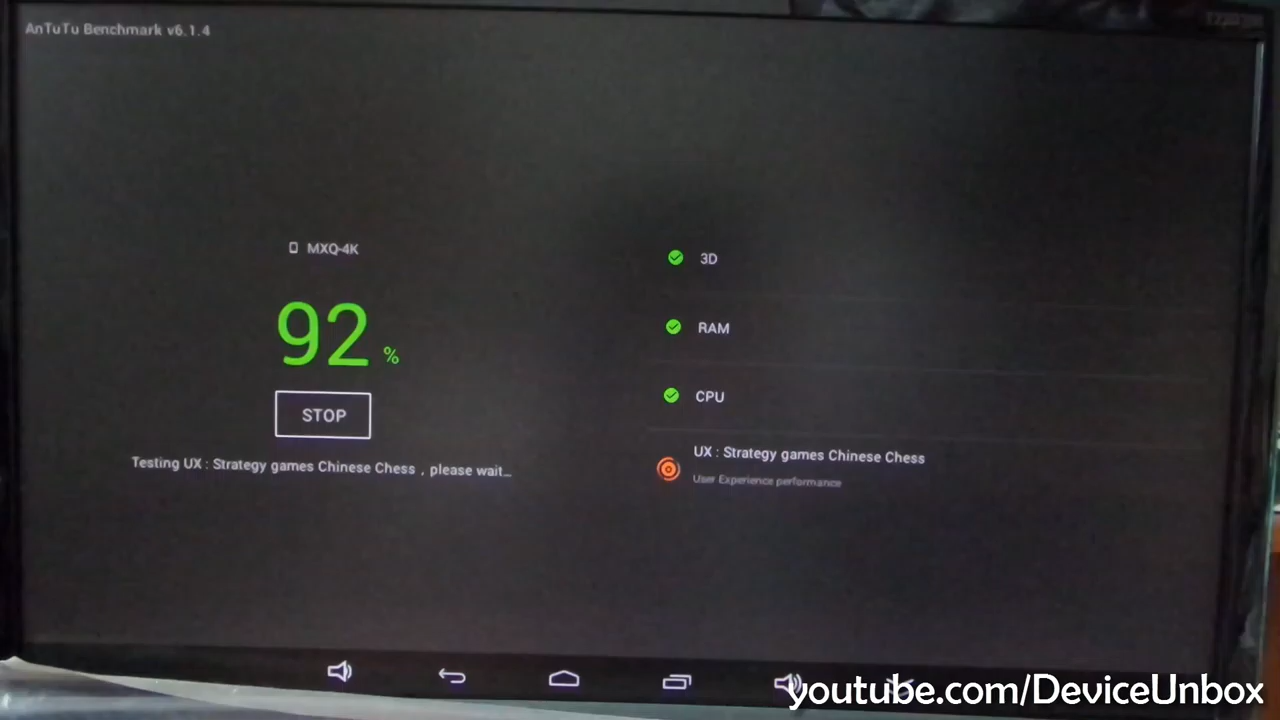 AnTuTu Benchmark v6.1.4
MXQ-4K
92 %
STOP
Testing UX : Strategy games Chinese Chess , please wait...
3D
RAM
CPU
UX : Strategy games Chinese Chess
User Experience performance
youtube.com/DeviceUnbox